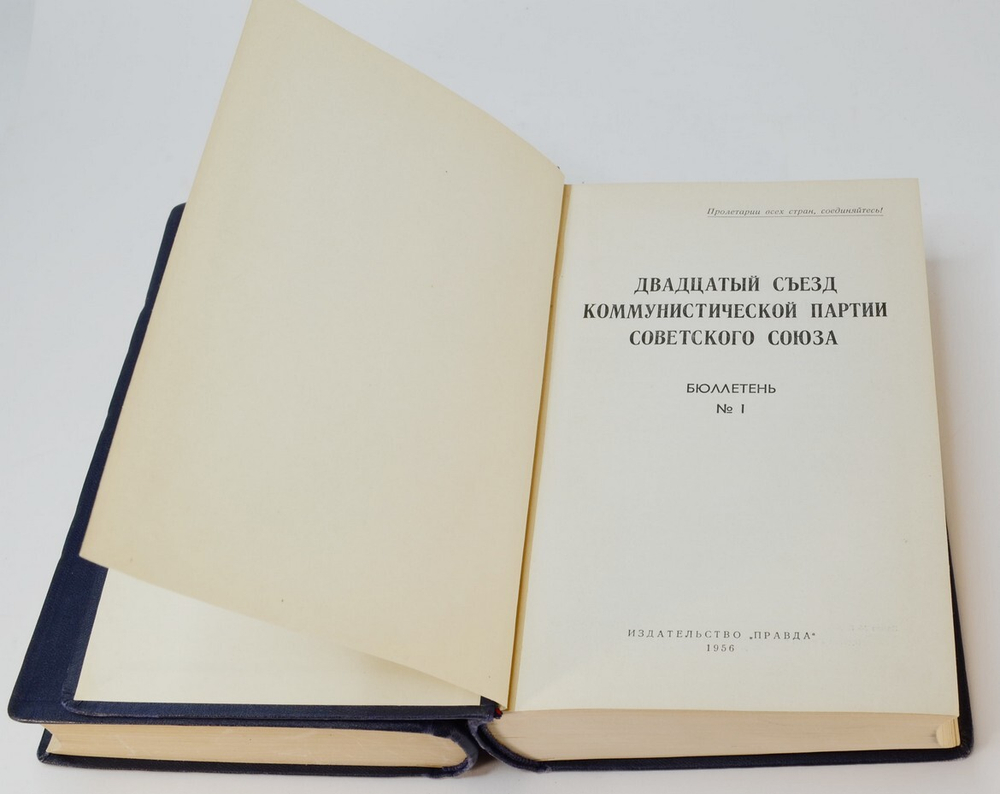 Пролетарии всех стран, соединяйтесь!
ДВАДЦАТЫЙ СЪЕЗД
КОММУНИСТИЧЕСКОЙ ПАРТИИ
СОВЕТСКОГО СОЮЗА
БЮЛЛЕТЕНЬ
№ I
ИЗДАТЕЛЬСТВО „ПРАВДА“
1956